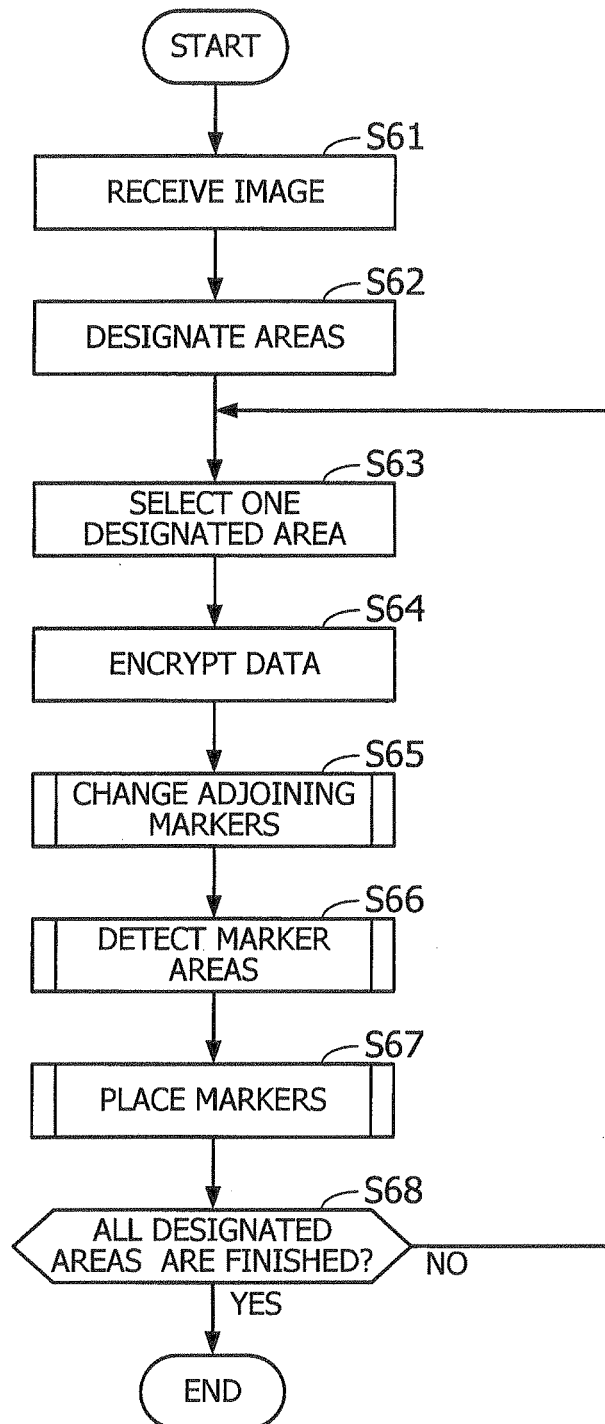 START
S61
RECEIVE IMAGE
S62
DESIGNATE AREAS
S63
SELECT ONE
DESIGNATED AREA
S64
ENCRYPT DATA
S65
CHANGE ADJOINING
MARKERS
S66
DETECT MARKER
AREAS
S67
PLACE MARKERS
S68
ALL DESIGNATED
AREAS ARE FINISHED?
NO
YES
END